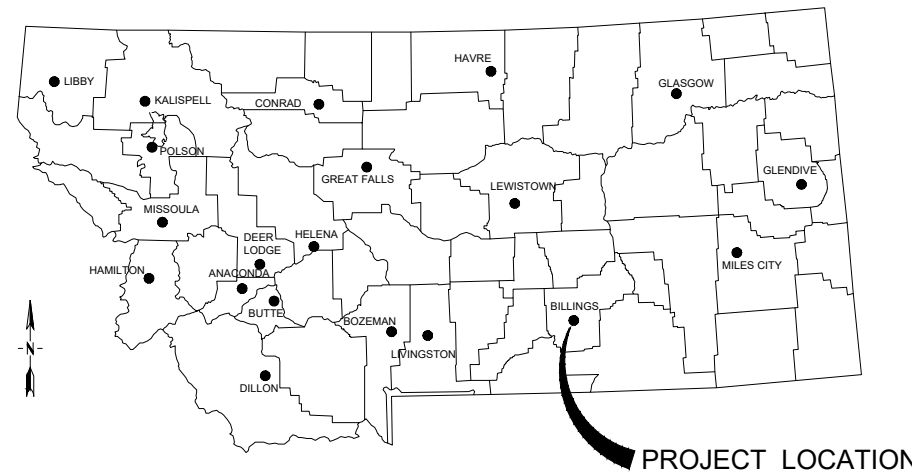 HAVRE
LIBBY
GLASGOW
KALISPELL
CONRAD
POLSON
GREAT FALLS
GLENDIVE
LEWISTOWN
MISSOULA
DEER
LODGE
HELENA
MILES CITY
HAMILTON
ANACONDA
BUTTE
BILLINGS
BOZEMAN
LIVINGSTON
N
DILLON
PROJECT LOCATION